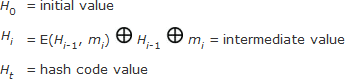 H₀ = initial value
Hᵢ = E(Hᵢ₋₁, mᵢ) ⊕ Hᵢ₋₁ ⊕ mᵢ = intermediate value
Hₜ = hash code value